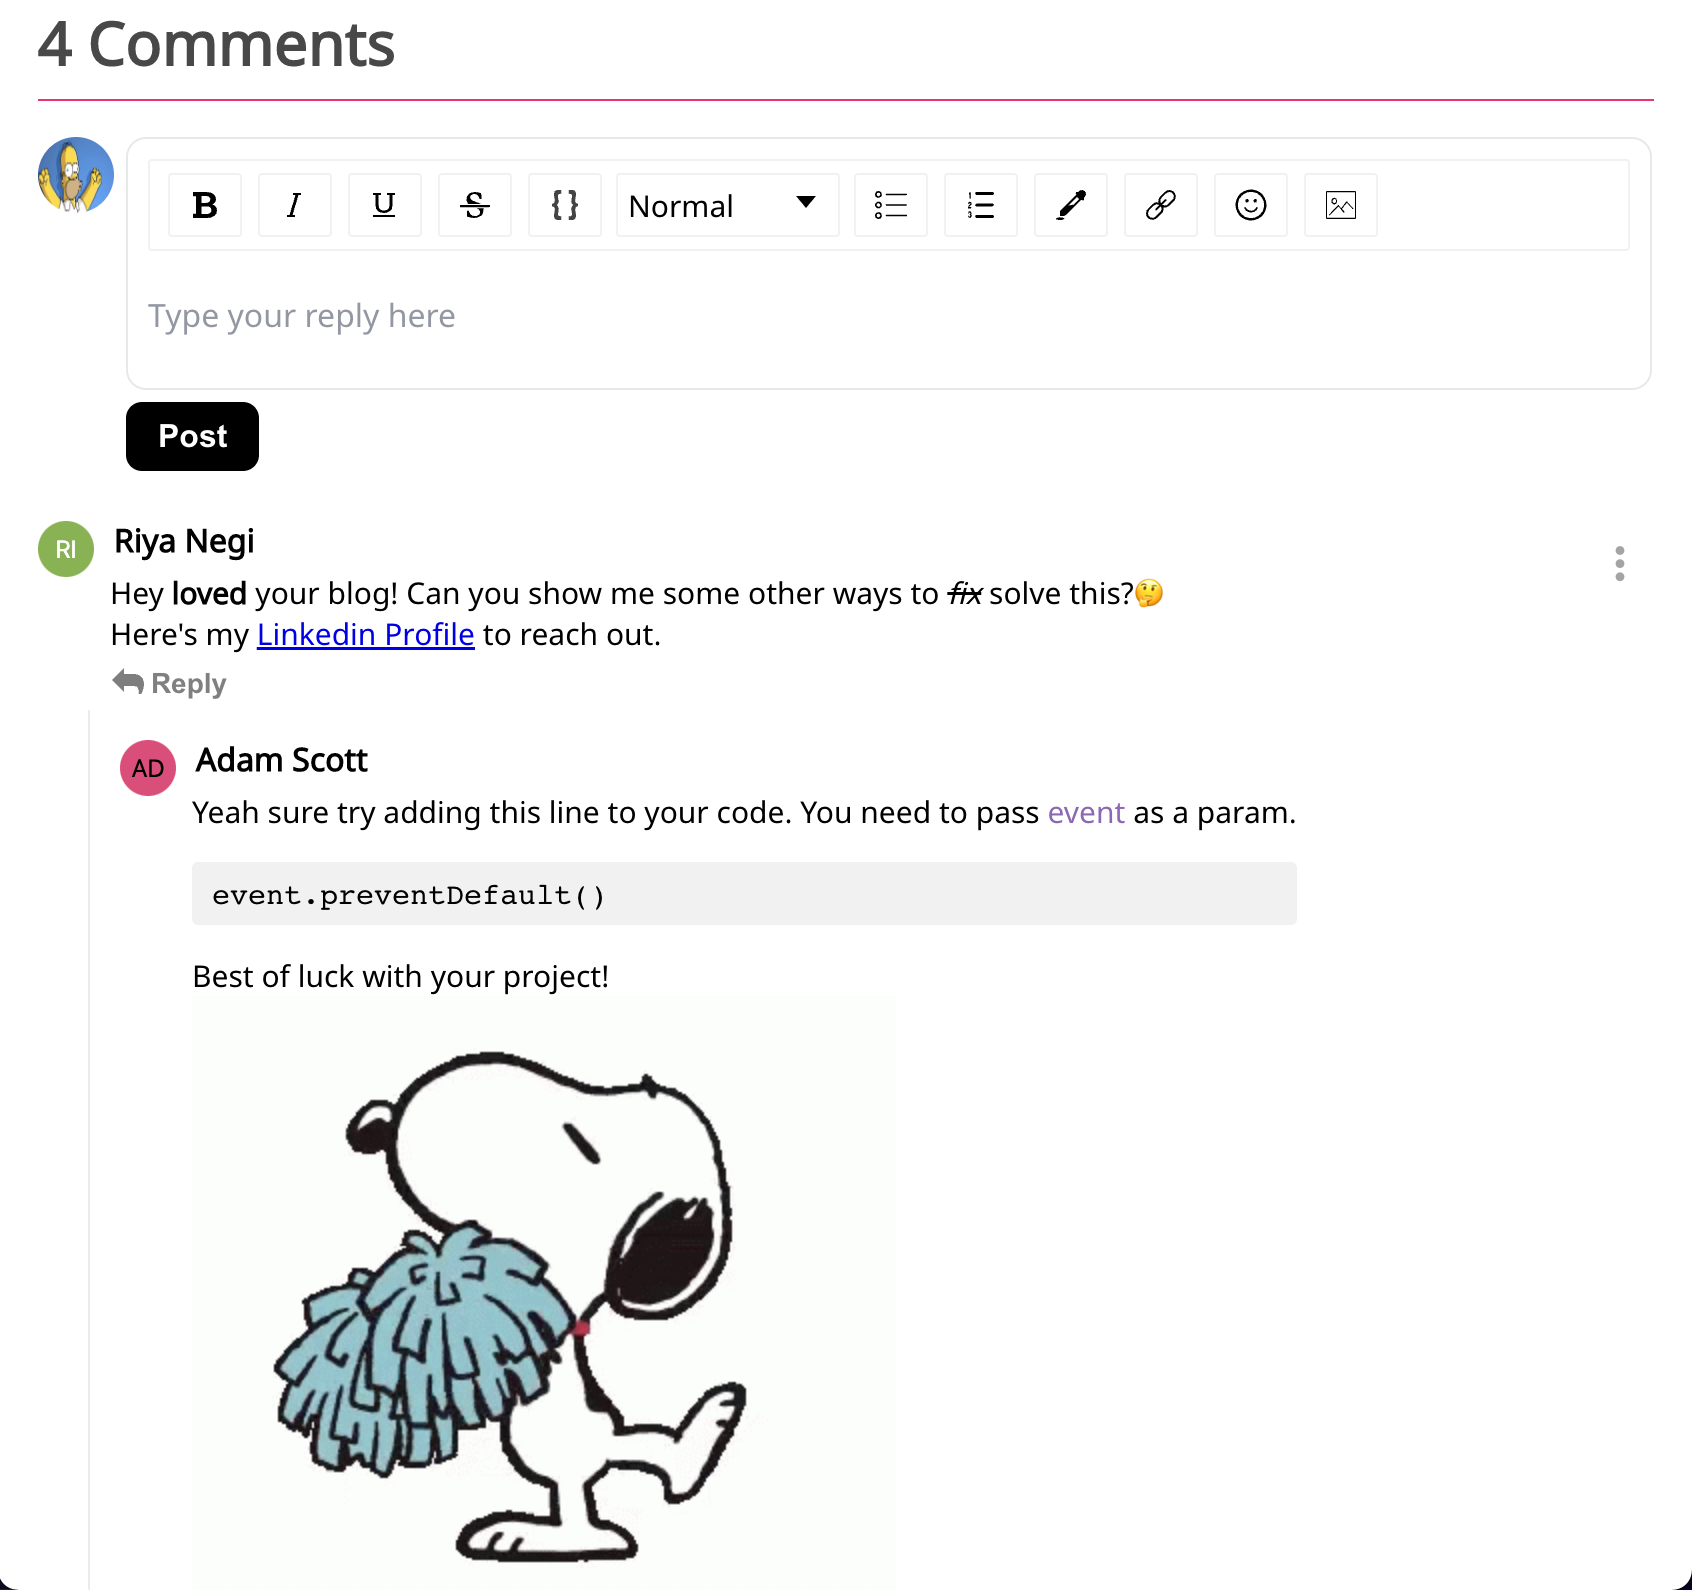 4 Comments
B I U S {} Normal
Type your reply here
Post
RI Riya Negi
Hey loved your blog! Can you show me some other ways to fix solve this?🤔
Here's my Linkedin Profile to reach out.
Reply
AD Adam Scott
Yeah sure try adding this line to your code. You need to pass event as a param.
event.preventDefault()
Best of luck with your project!